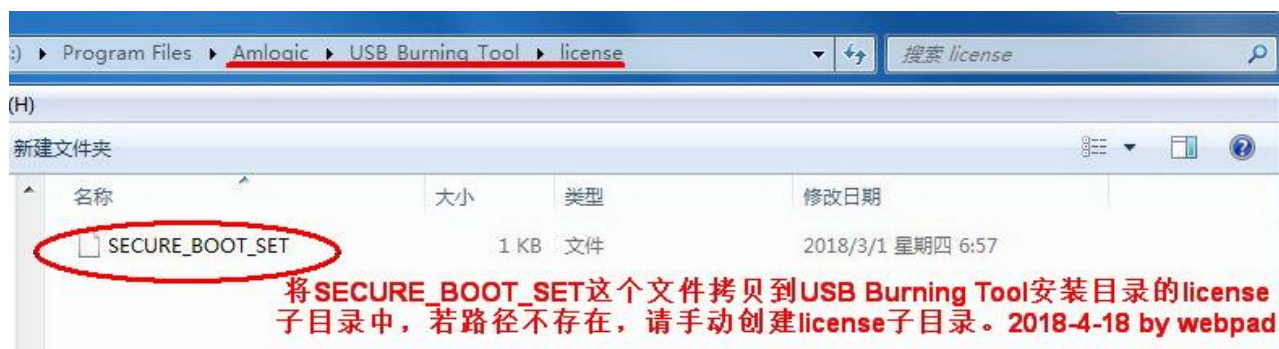 :) ▸ Program Files ▸ Amlogic ▸ USB Burning Tool ▸ license 搜索 license
(H)
新建文件夹
名称 大小 类型 修改日期
SECURE_BOOT_SET 1 KB 文件 2018/3/1 星期四 6:57
将SECURE_BOOT_SET这个文件拷贝到USB Burning Tool安装目录的license
子目录中，若路径不存在，请手动创建license子目录。2018-4-18 by webpad